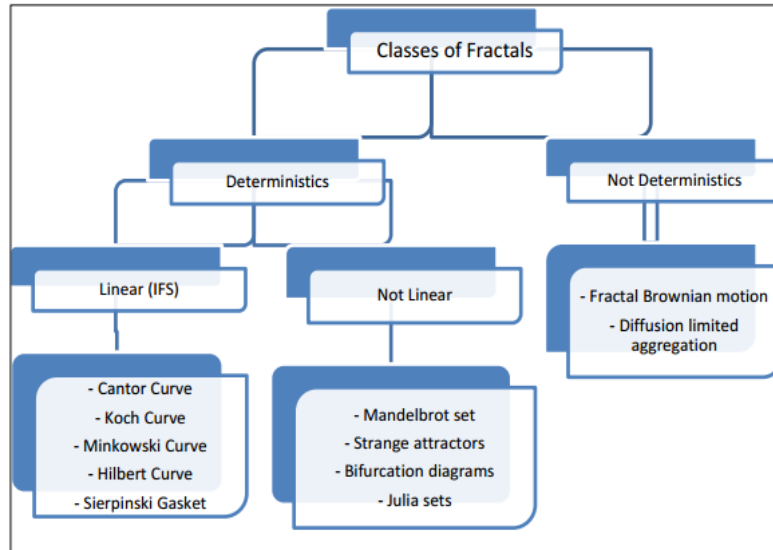 Classes of Fractals
Deterministics
Not Deterministics
Linear (IFS)
Not Linear
- Fractal Brownian motion
- Diffusion limited
aggregation
- Cantor Curve
- Koch Curve
- Minkowski Curve
- Hilbert Curve
- Sierpinski Gasket
- Mandelbrot set
- Strange attractors
- Bifurcation diagrams
- Julia sets